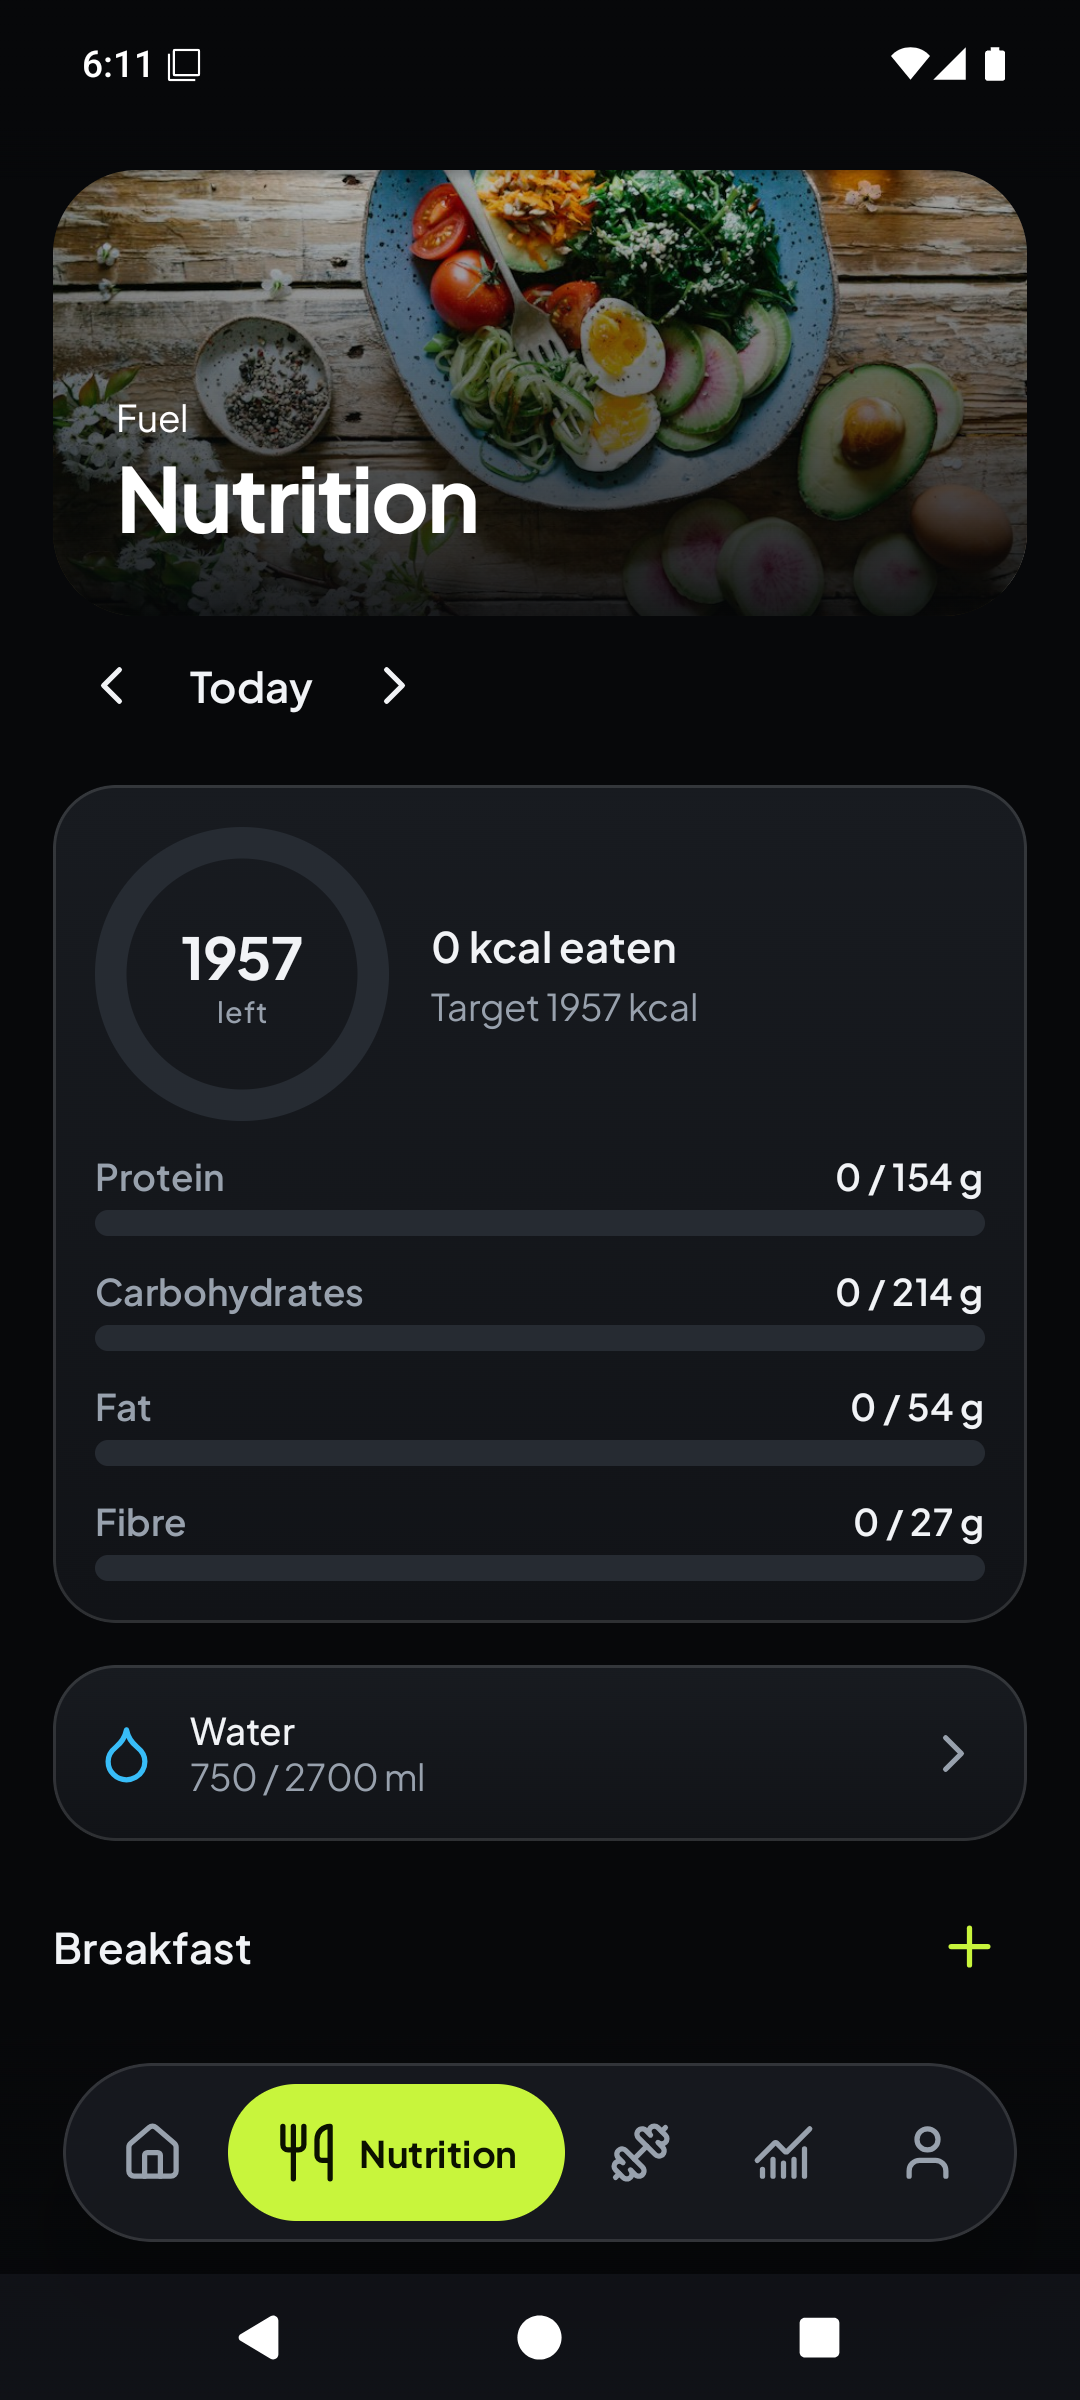 6:11
Fuel
Nutrition
Today
1957
left
0 kcal eaten
Target 1957 kcal
Protein
0 / 154 g
Carbohydrates
0 / 214 g
Fat
0 / 54 g
Fibre
0 / 27 g
Water
750 / 2700 ml
Breakfast
Nutrition